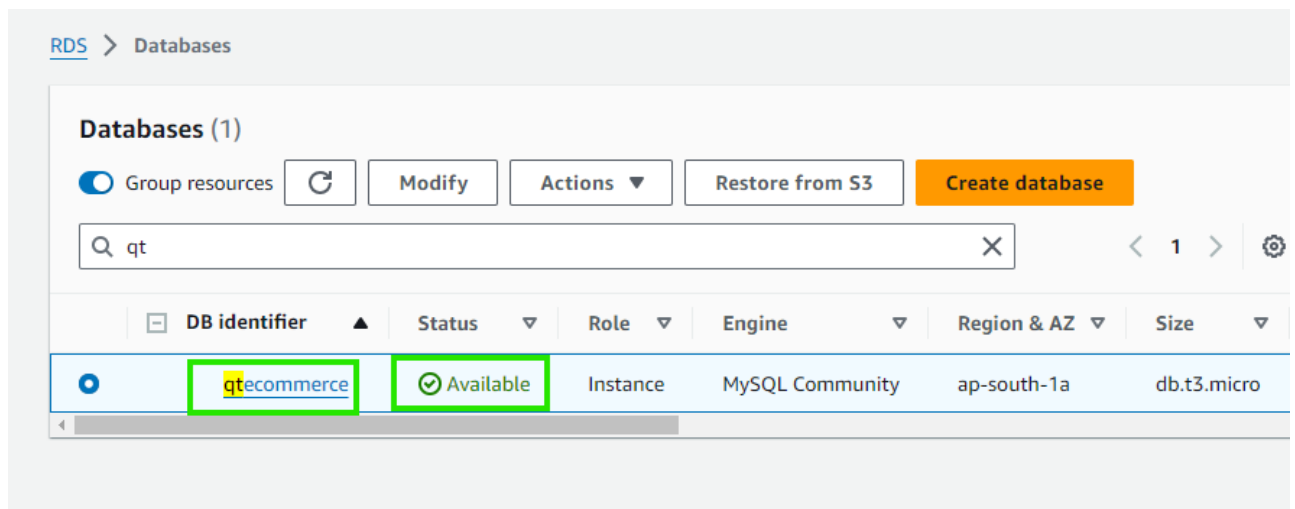 RDS > Databases
Databases (1)
Group resources Modify Actions Restore from S3 Create database
qt 1
DB identifier Status Role Engine Region & AZ Size
qtecommerce Available Instance MySQL Community ap-south-1a db.t3.micro